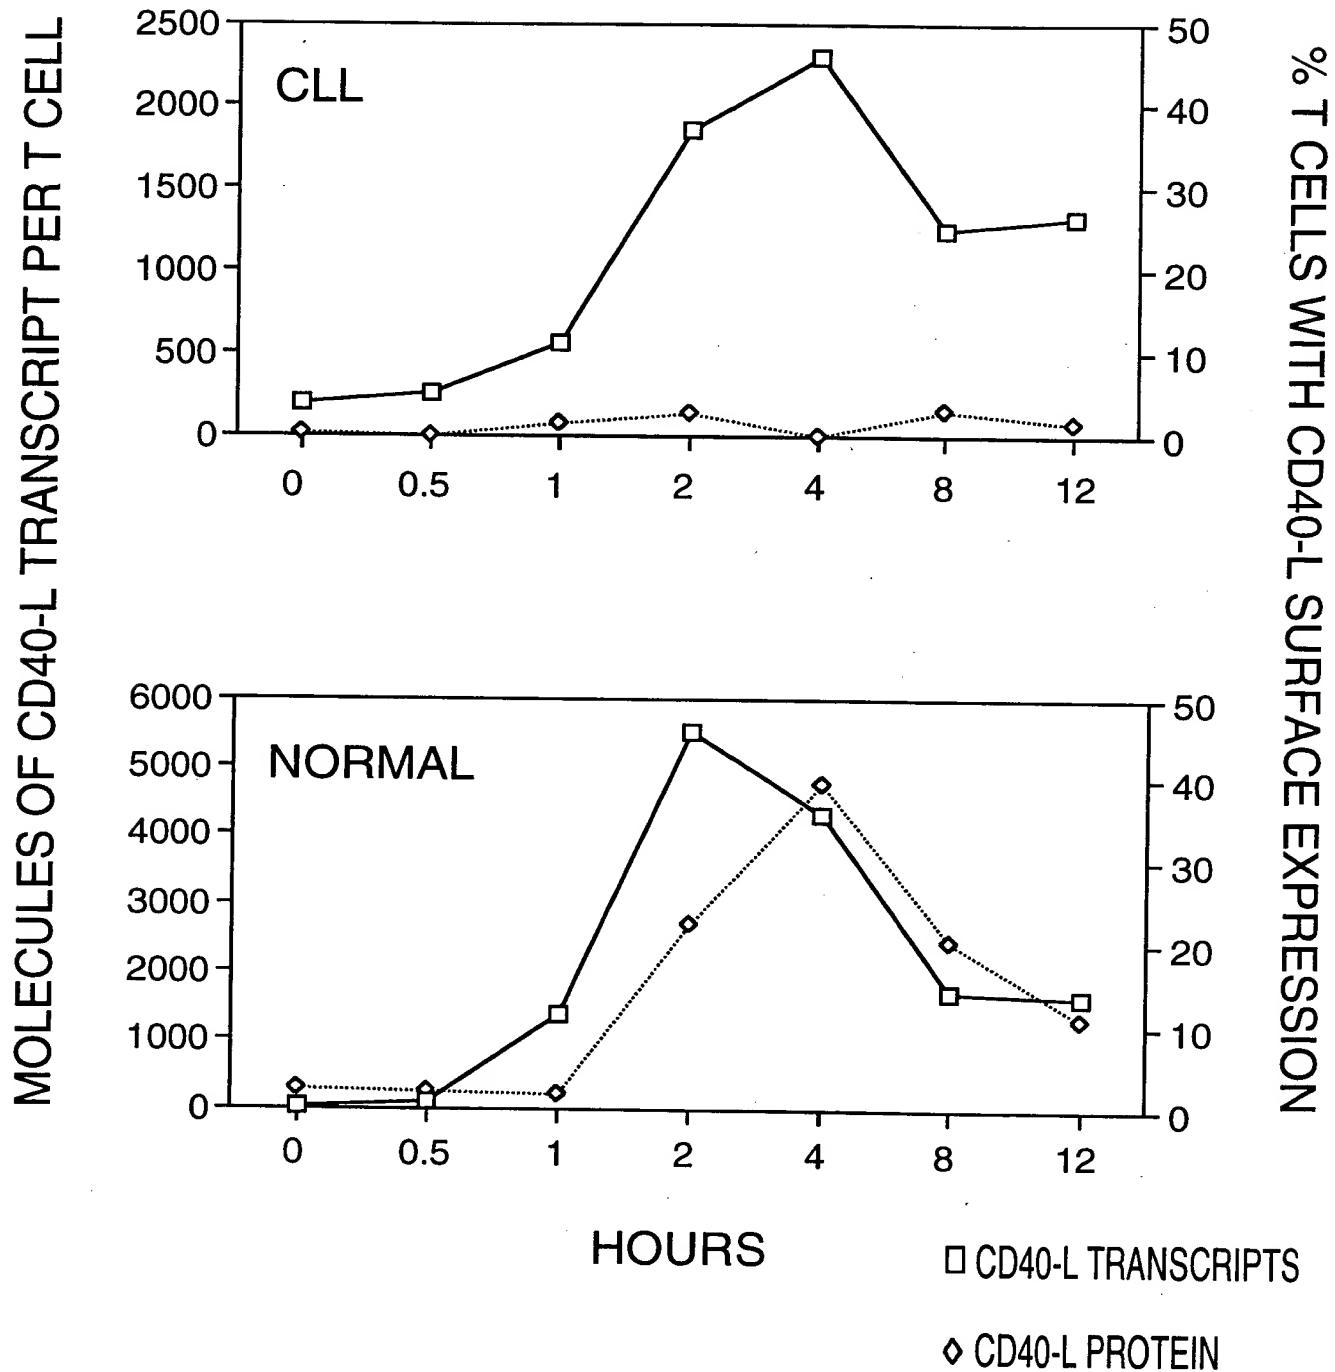 MOLECULES OF CD40-L TRANSCRIPT PER T CELL
% T CELLS WITH CD40-L SURFACE EXPRESSION
CLL
2500
2000
1500
1000
500
0
50
40
30
20
10
0
0 0.5 1 2 4 8 12
NORMAL
6000
5000
4000
3000
2000
1000
0
50
40
30
20
10
0
0 0.5 1 2 4 8 12
HOURS
CD40-L TRANSCRIPTS
CD40-L PROTEIN